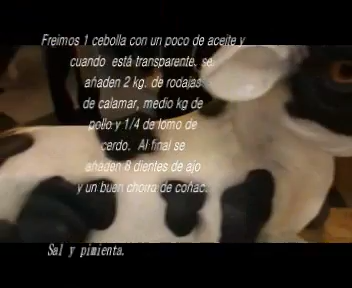 Freimos 1 cebolla con un poco de aceite y
cuando está transparente, se
añaden 2 kg. de rodajas
de calamar, medio kg de
pollo y 1/4 de lomo de
cerdo. Al final se
añaden 8 dientes de ajo
y un buen chorro de coñac.
Sal y pimienta.